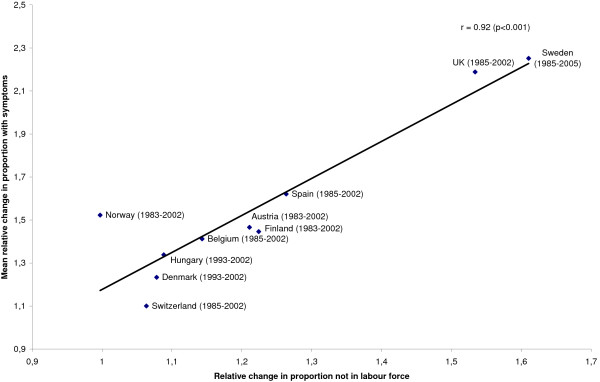 2,5
r = 0.92 (p<0.001)
2,3
Sweden
(1985-2005)
UK (1985-2002)
2,1
1,9
1,7
Spain (1985-2002)
Norway (1983-2002)
Austria (1983-2002)
1,5
Finland (1983-2002)
Belgium (1985-2002)
1,3
Hungary (1993-2002)
Denmark (1993-2002)
1,1
Switzerland (1985-2002)
0,9
Mean relative change in proportion with symptoms
0,9 1 1,1 1,2 1,3 1,4 1,5 1,6 1,7
Relative change in proportion not in labour force